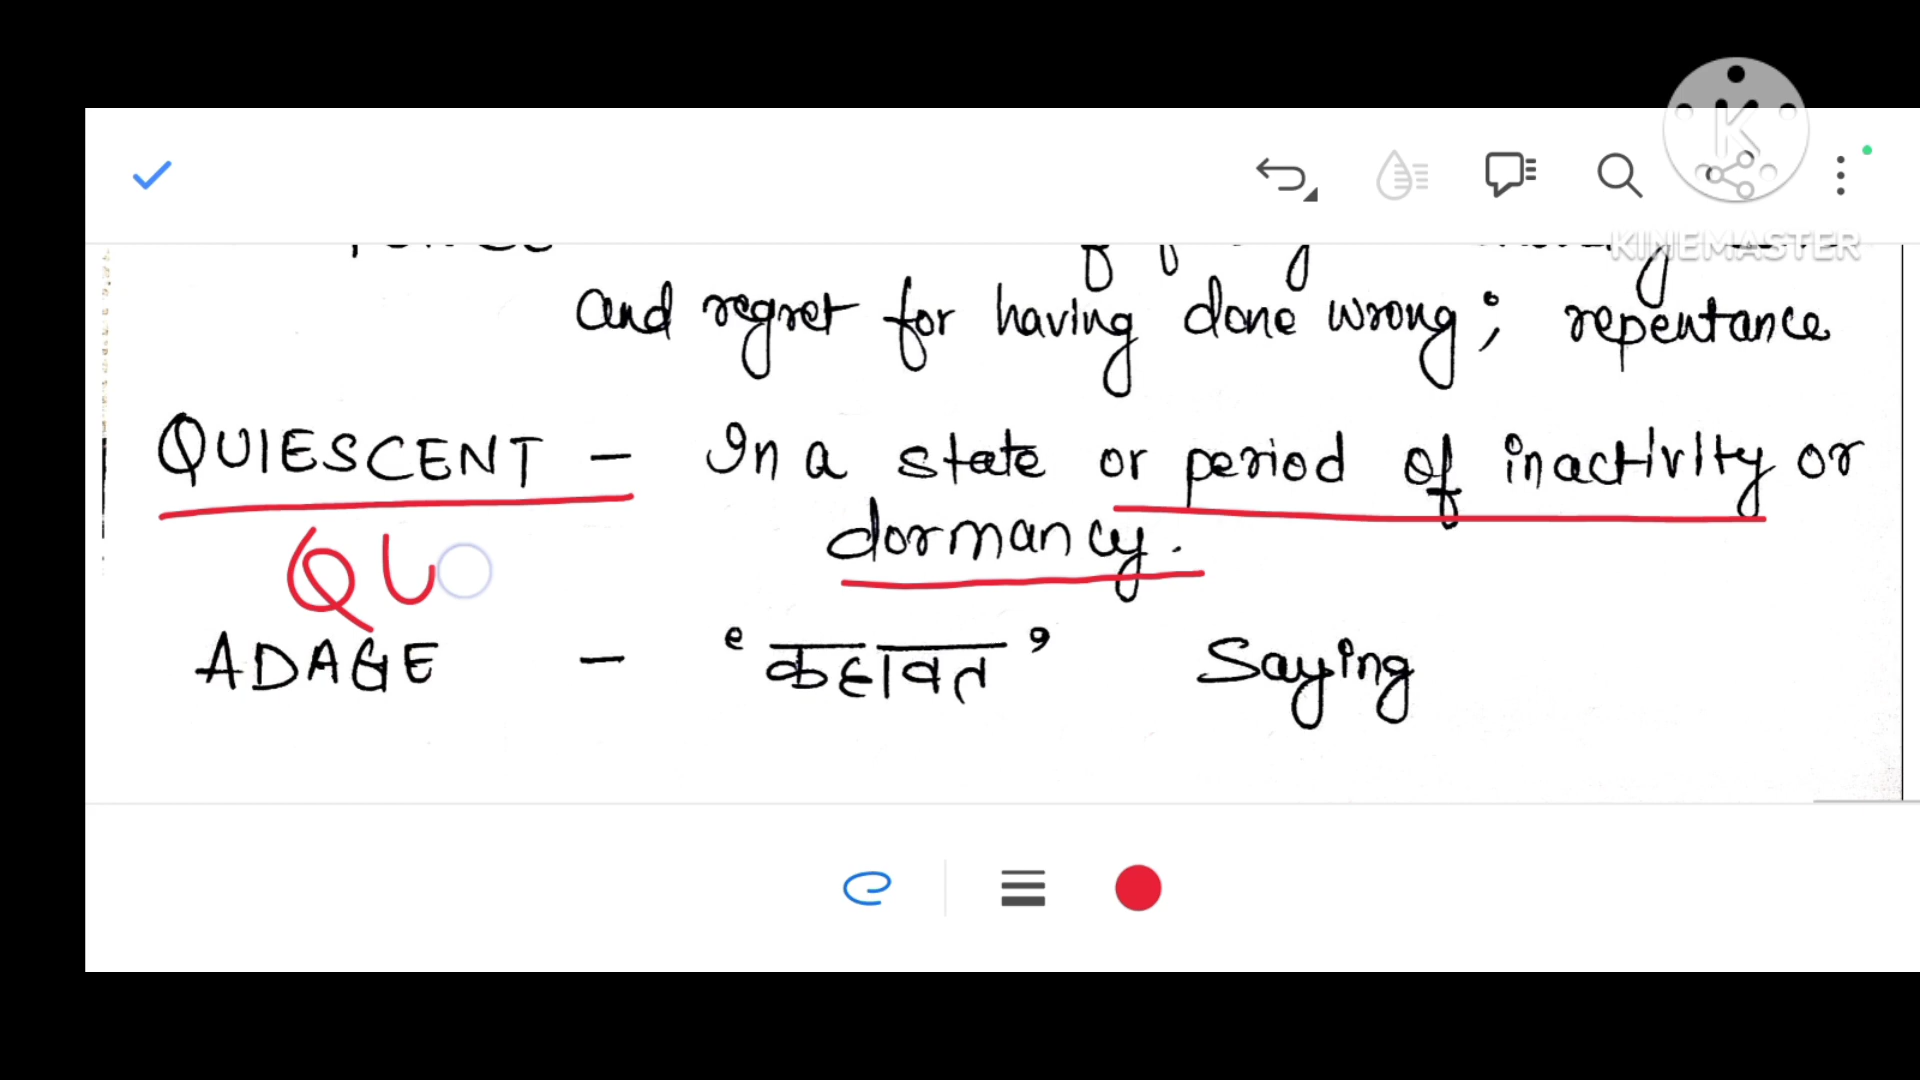 KINEMASTER
and regret for having done wrong; repentance
QUIESCENT – In a state or period of inactivity or
dormancy.
QU
ADAGE – 'कहावत' Saying